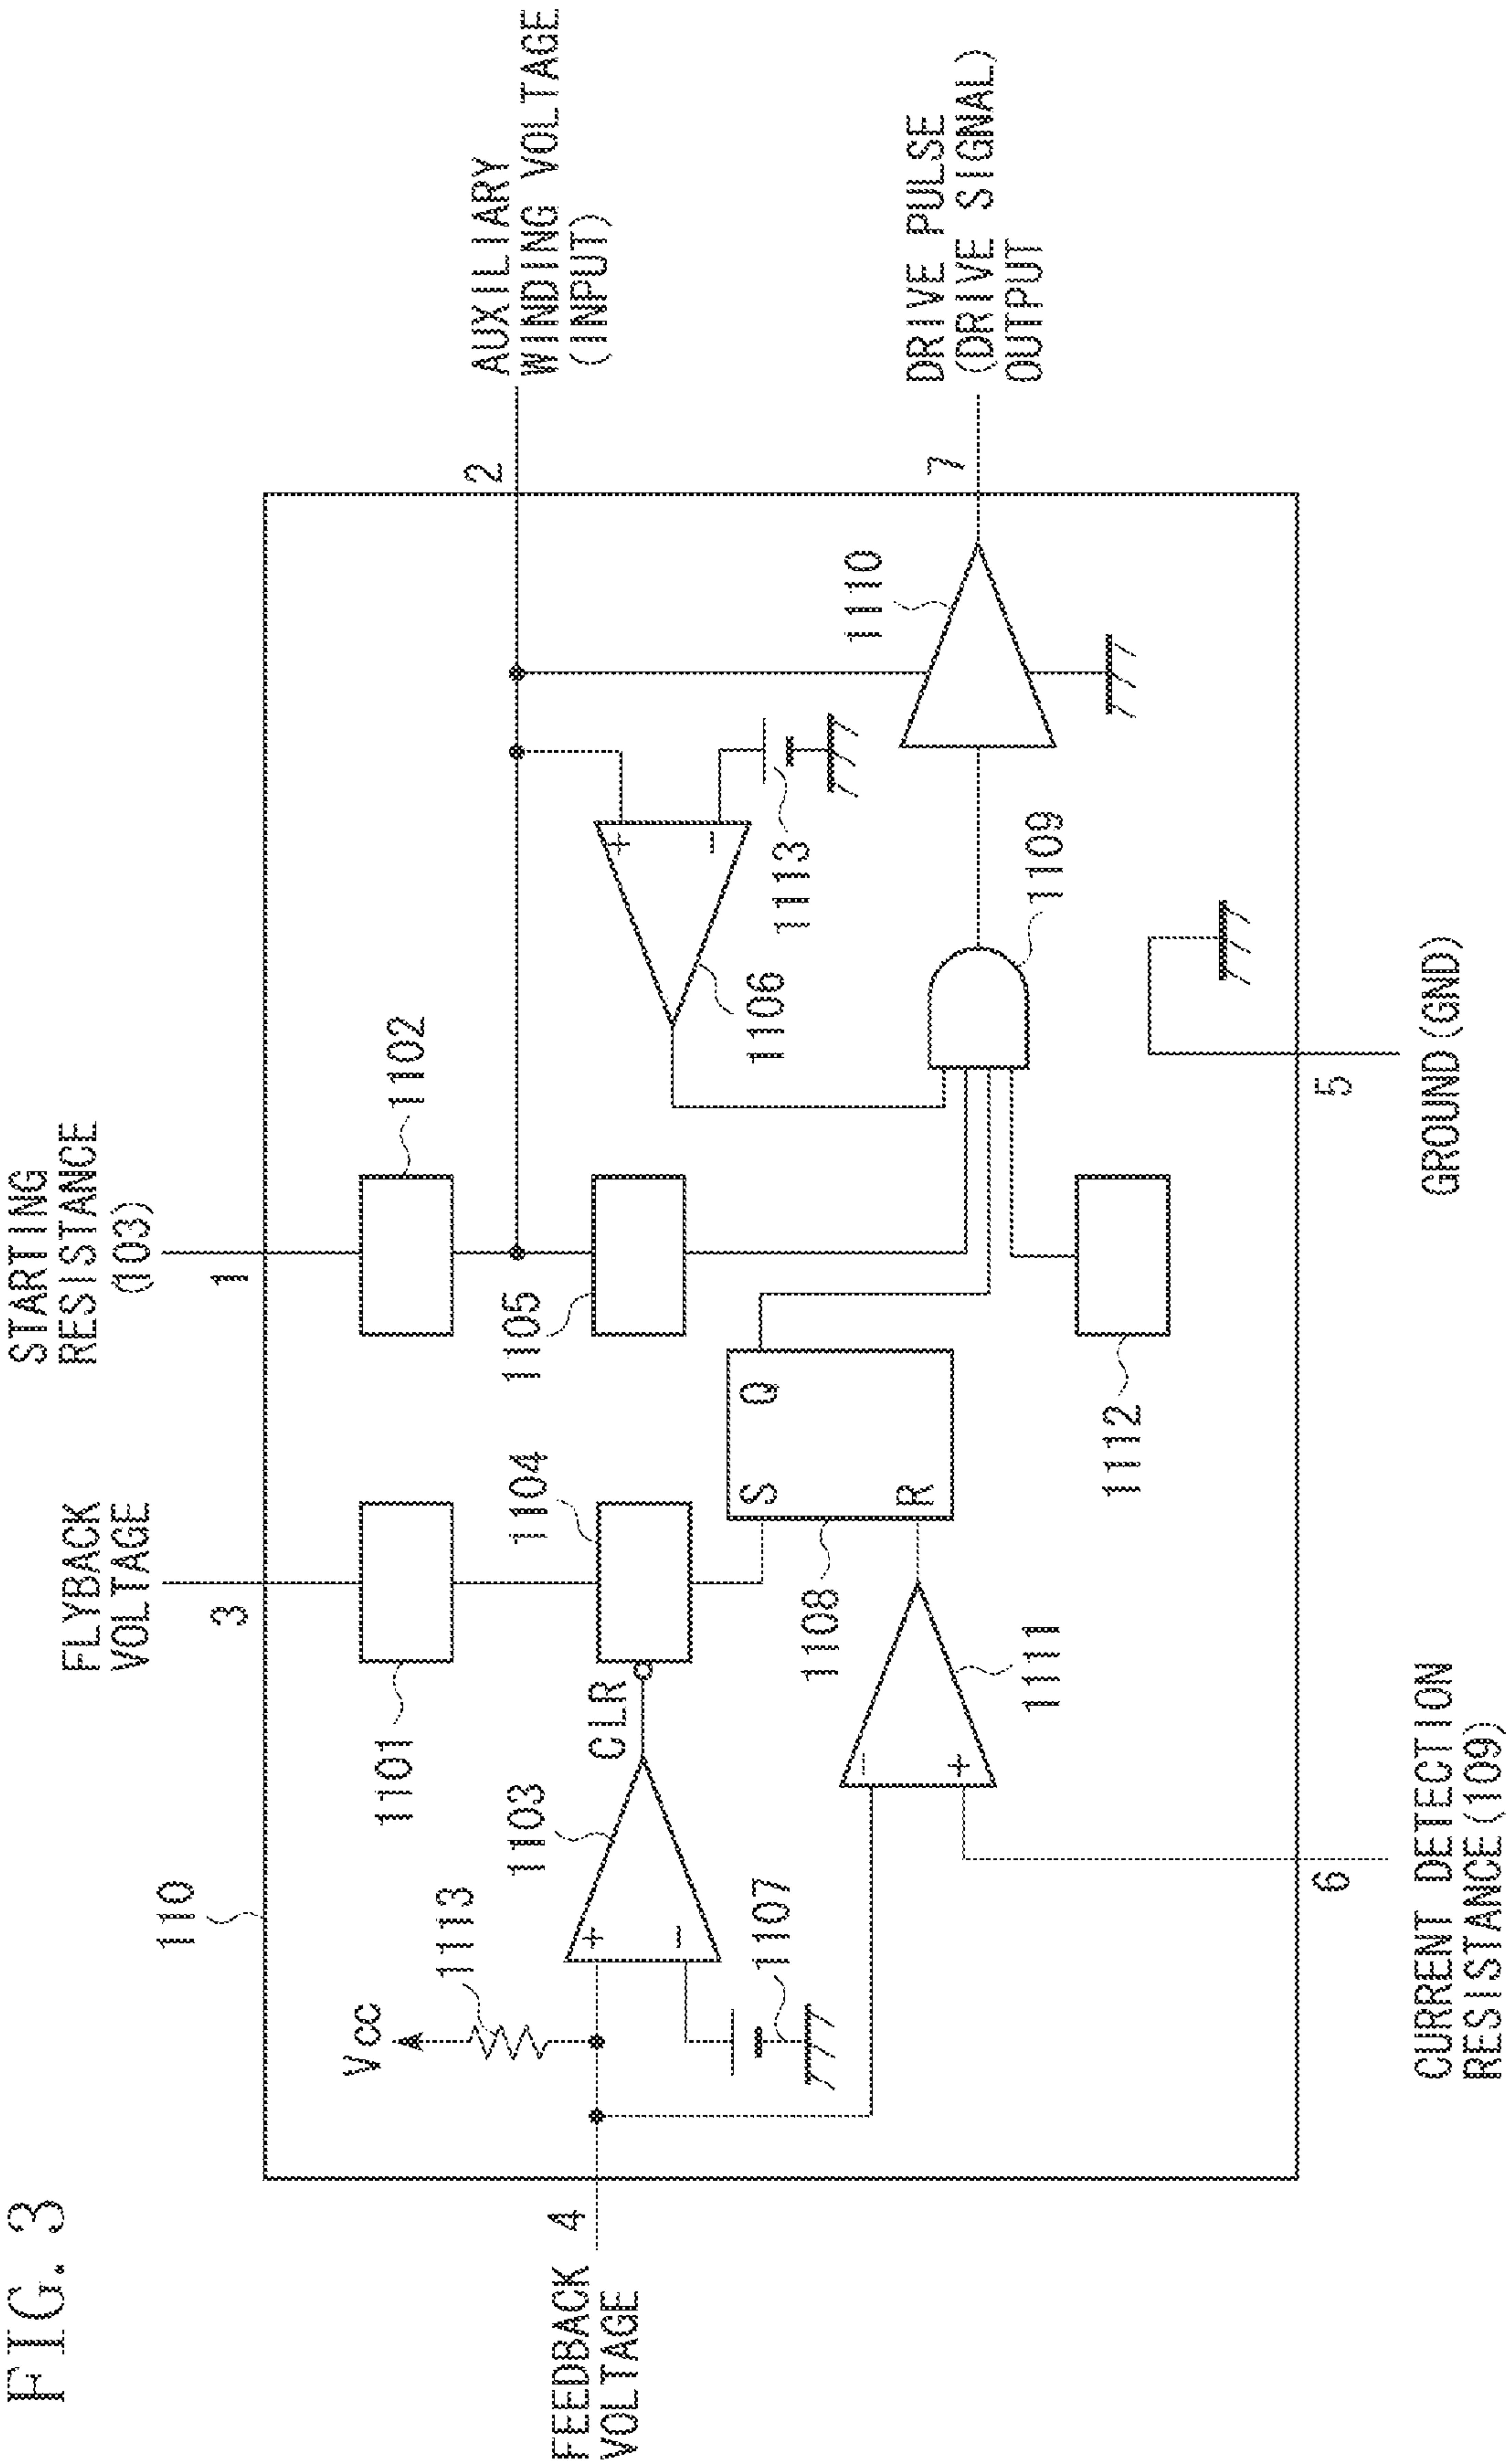 FIG. 3
STARTING
RESISTANCE
(103)
FLYBACK
VOLTAGE
110
3
1
1101
1102
Vcc
1113
1103
CLR
1104
1105
AUXILIARY
WINDING VOLTAGE
(INPUT)
2
FEEDBACK
VOLTAGE
4
+
−
1107
S
Q
R
1108
+
−
1106
1113
1110
DRIVE PULSE
(DRIVE SIGNAL)
OUTPUT
7
−
+
1111
1109
1112
6
5
CURRENT DETECTION
RESISTANCE (109)
GROUND (GND)